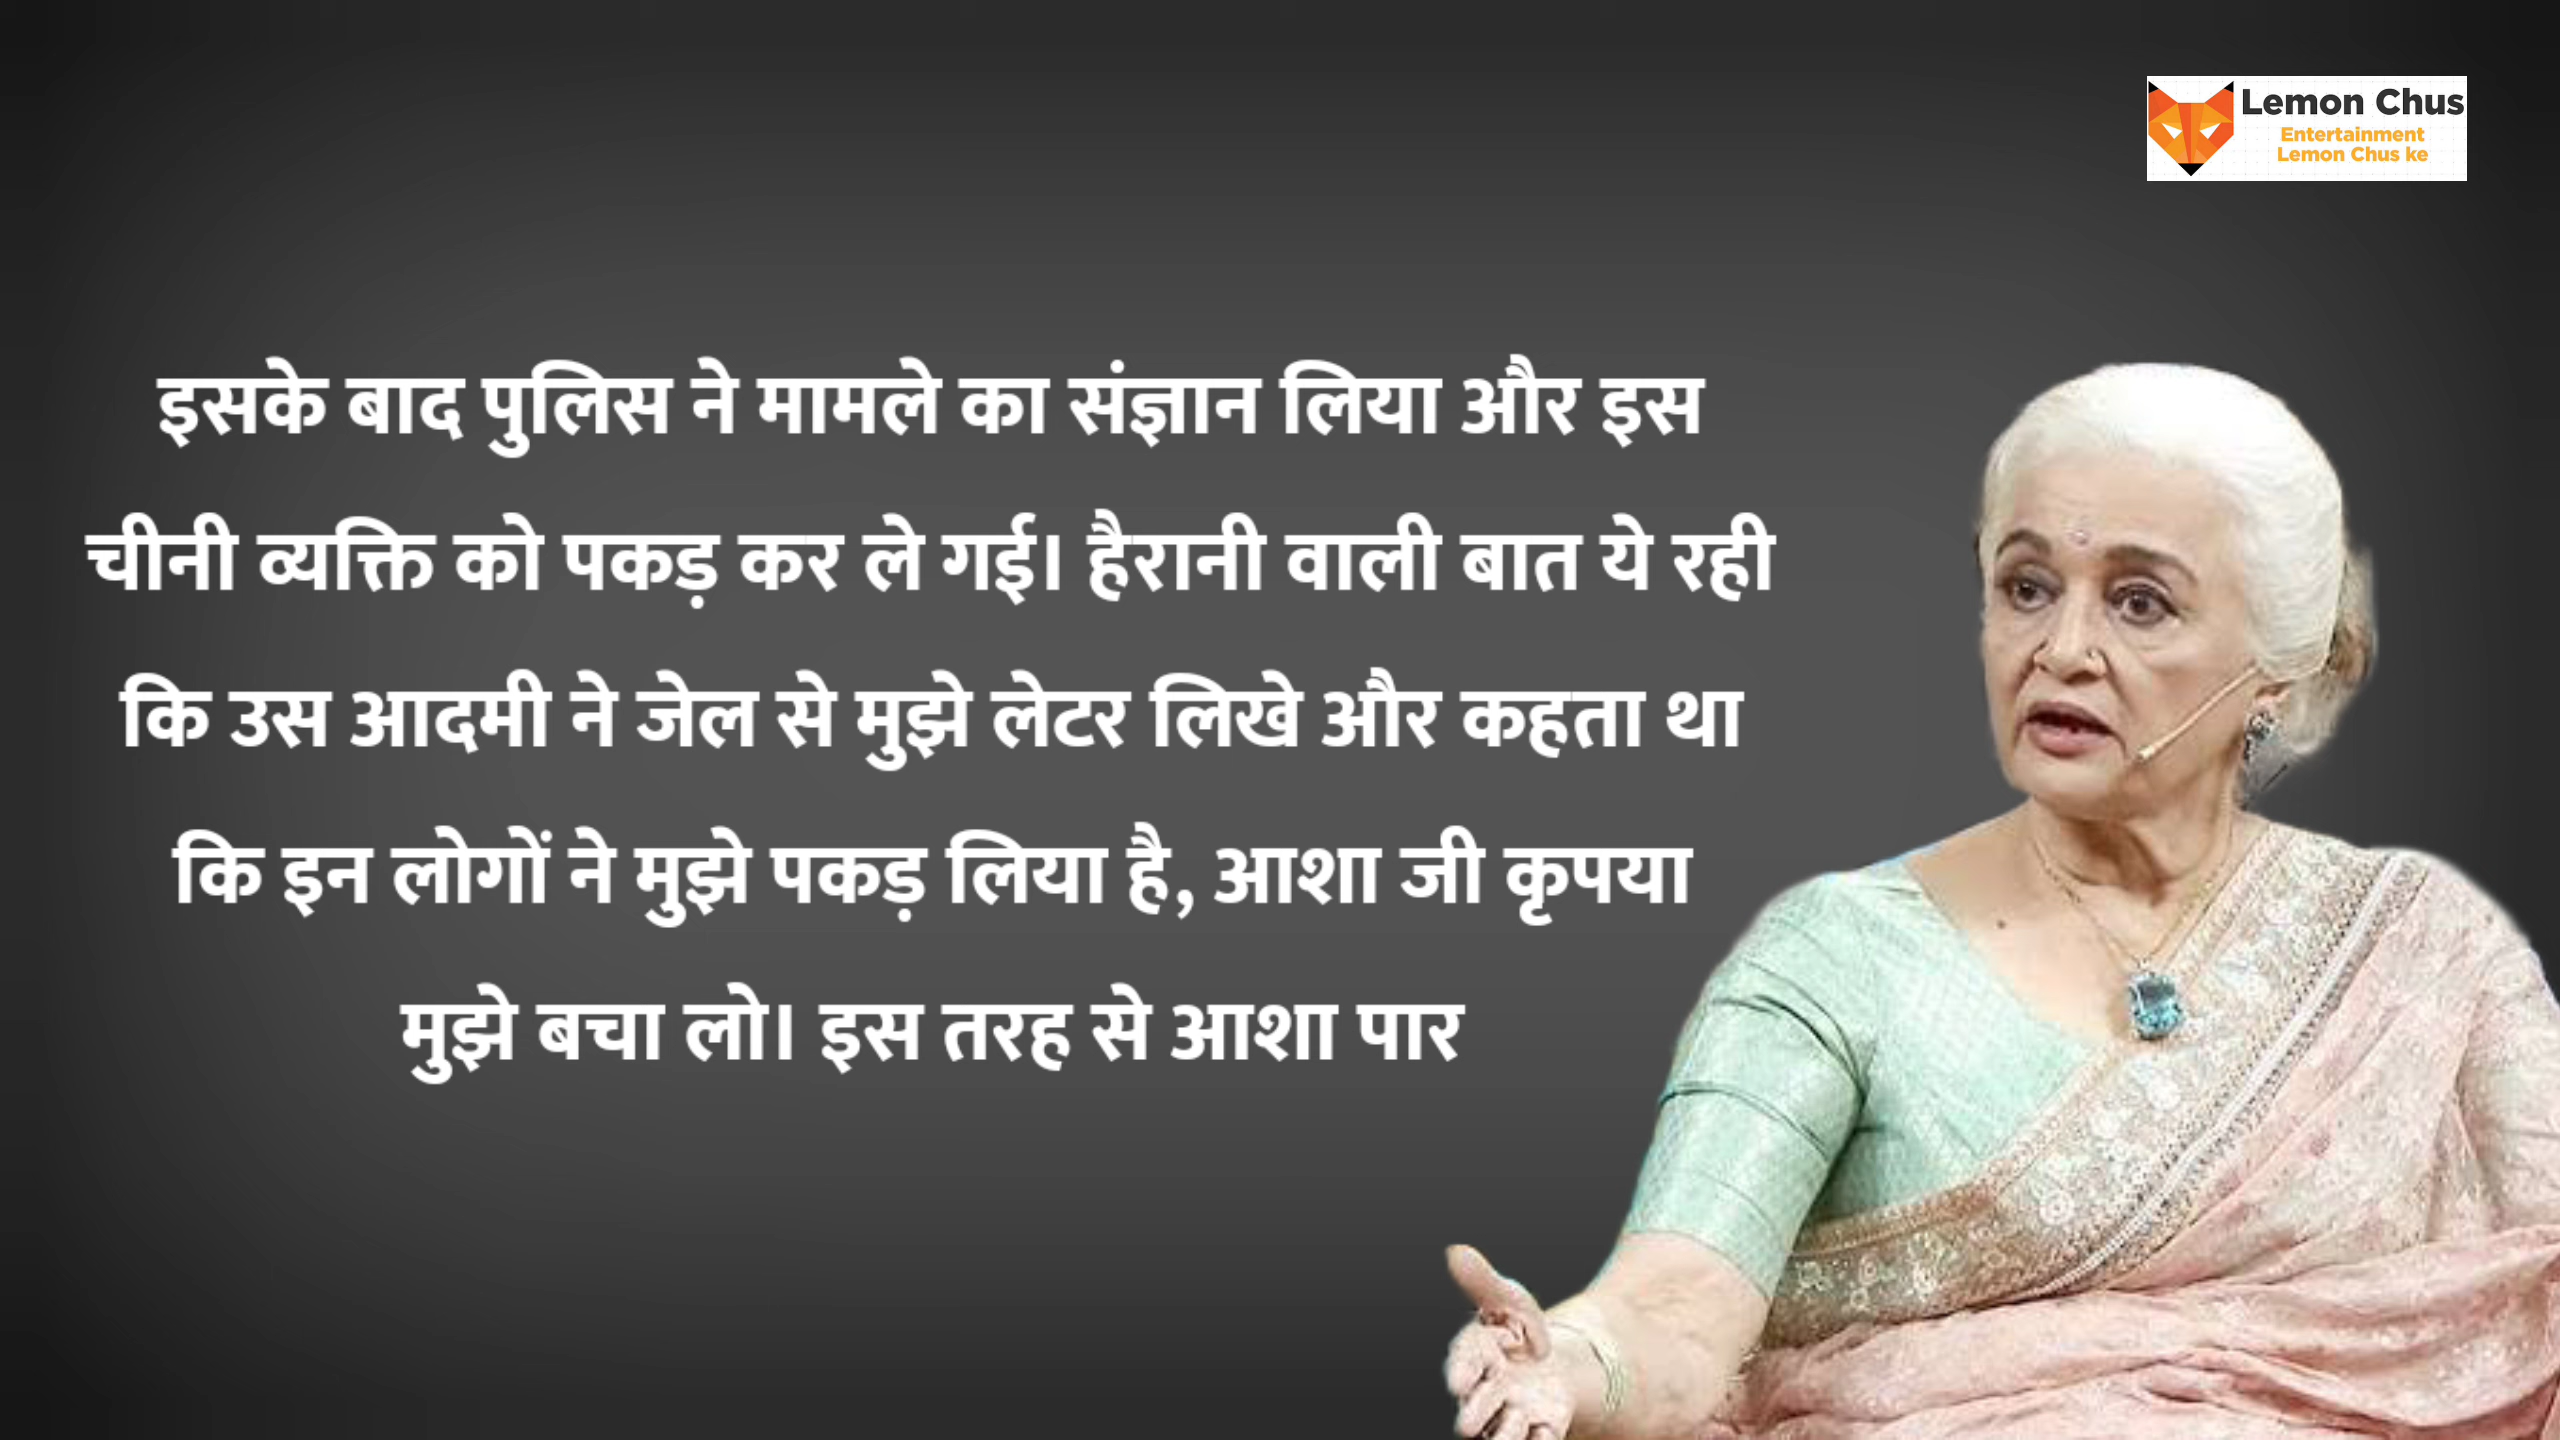 Lemon Chus
Entertainment
Lemon Chus ke
इसके बाद पुलिस ने मामले का संज्ञान लिया और इस
चीनी व्यक्ति को पकड़ कर ले गई। हैरानी वाली बात ये रही
कि उस आदमी ने जेल से मुझे लेटर लिखे और कहता था
कि इन लोगों ने मुझे पकड़ लिया है, आशा जी कृपया
मुझे बचा लो। इस तरह से आशा पार